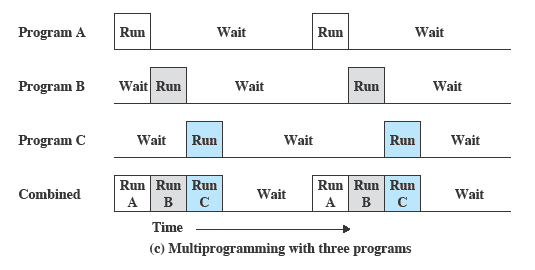 Program A Run Wait Run Wait
Program B Wait Run Wait Run Wait
Program C Wait Run Wait Run Wait
Combined Run A Run B Run C Wait Run A Run B Run C Wait
Time
(c) Multiprogramming with three programs